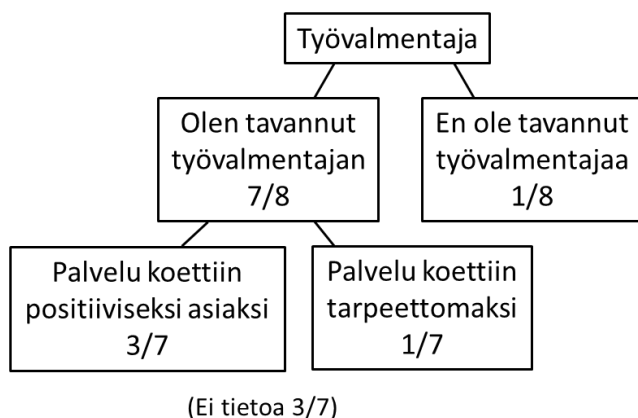 Työvalmentaja
Olen tavannut
työvalmentajan
7/8
En ole tavannut
työvalmentajaa
1/8
Palvelu koettiin
positiiviseksi asiaksi
3/7
Palvelu koettiin
tarpeettomaksi
1/7
(Ei tietoa 3/7)